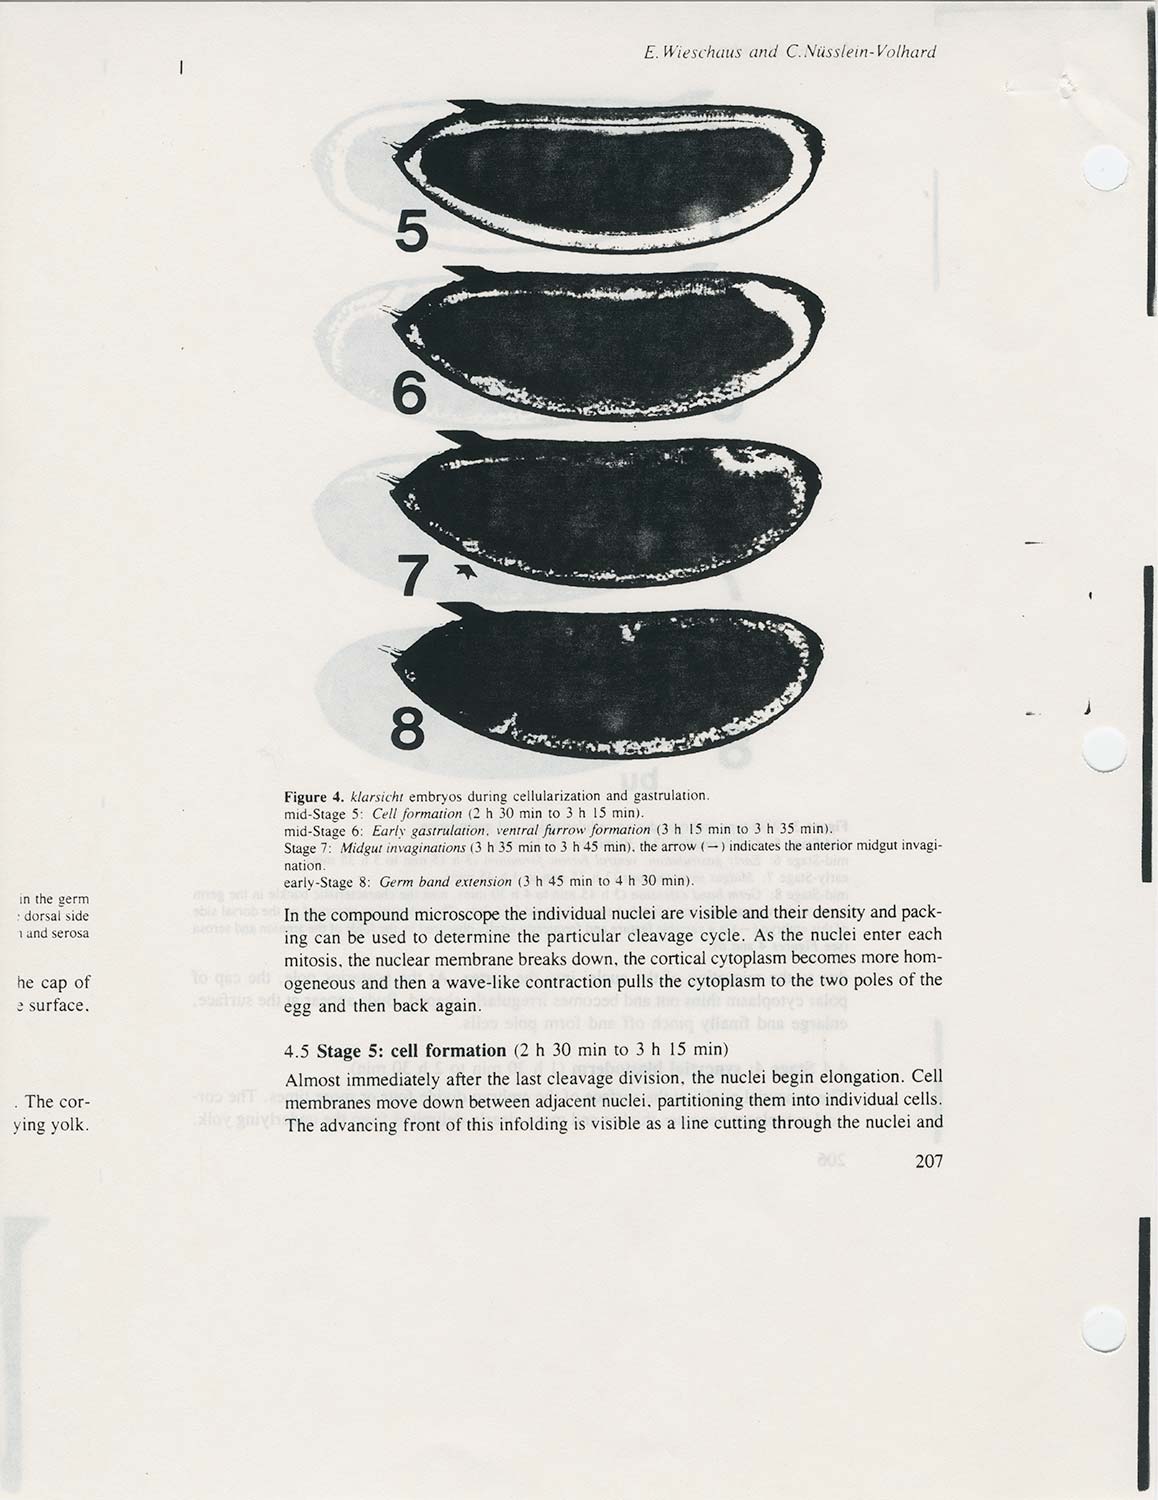 E. Wieschaus and C. Nüsslein-Volhard
5
6
7
8
Figure 4. klarsicht embryos during cellularization and gastrulation.
mid-Stage 5: Cell formation (2 h 30 min to 3 h 15 min).
mid-Stage 6: Early gastrulation, ventral furrow formation (3 h 15 min to 3 h 35 min).
Stage 7: Midgut invaginations (3 h 35 min to 3 h 45 min), the arrow (—) indicates the anterior midgut invagi-
nation.
early-Stage 8: Germ band extension (3 h 45 min to 4 h 30 min).
In the compound microscope the individual nuclei are visible and their density and pack-
ing can be used to determine the particular cleavage cycle. As the nuclei enter each
mitosis, the nuclear membrane breaks down, the cortical cytoplasm becomes more hom-
ogeneous and then a wave-like contraction pulls the cytoplasm to the two poles of the
egg and then back again.
4.5 Stage 5: cell formation (2 h 30 min to 3 h 15 min)
Almost immediately after the last cleavage division, the nuclei begin elongation. Cell
membranes move down between adjacent nuclei, partitioning them into individual cells.
The advancing front of this infolding is visible as a line cutting through the nuclei and
207
in the germ
dorsal side
and serosa
he cap of
surface.
. The cor-
ying yolk.